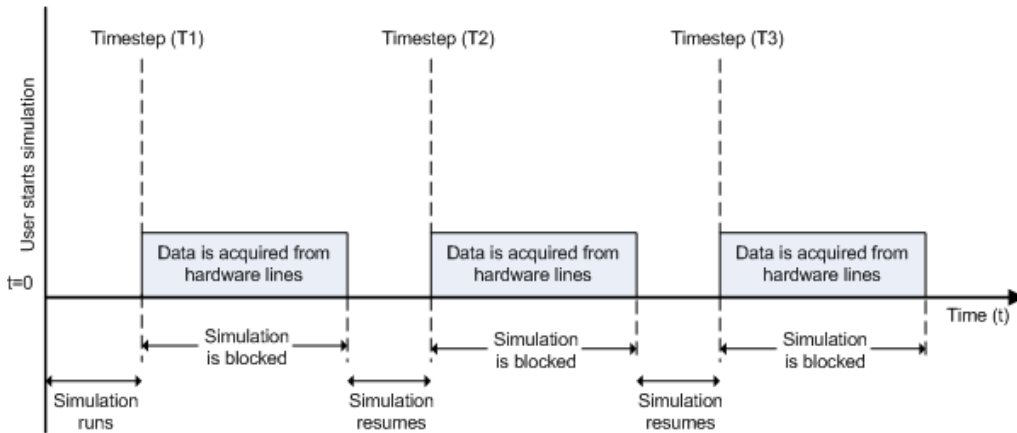 Timestep (T1)
Timestep (T2)
Timestep (T3)
User starts simulation
Data is acquired from
hardware lines
Data is acquired from
hardware lines
Data is acquired from
hardware lines
t=0
Time (t)
Simulation
is blocked
Simulation
is blocked
Simulation
is blocked
Simulation
runs
Simulation
resumes
Simulation
resumes